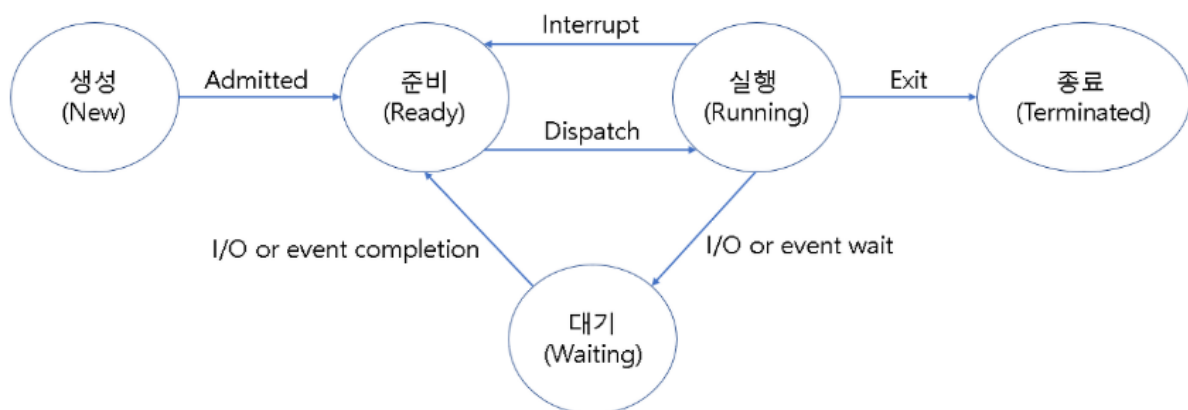 Interrupt
생성
(New)
Admitted
준비
(Ready)
실행
(Running)
Exit
종료
(Terminated)
Dispatch
I/O or event completion
I/O or event wait
대기
(Waiting)